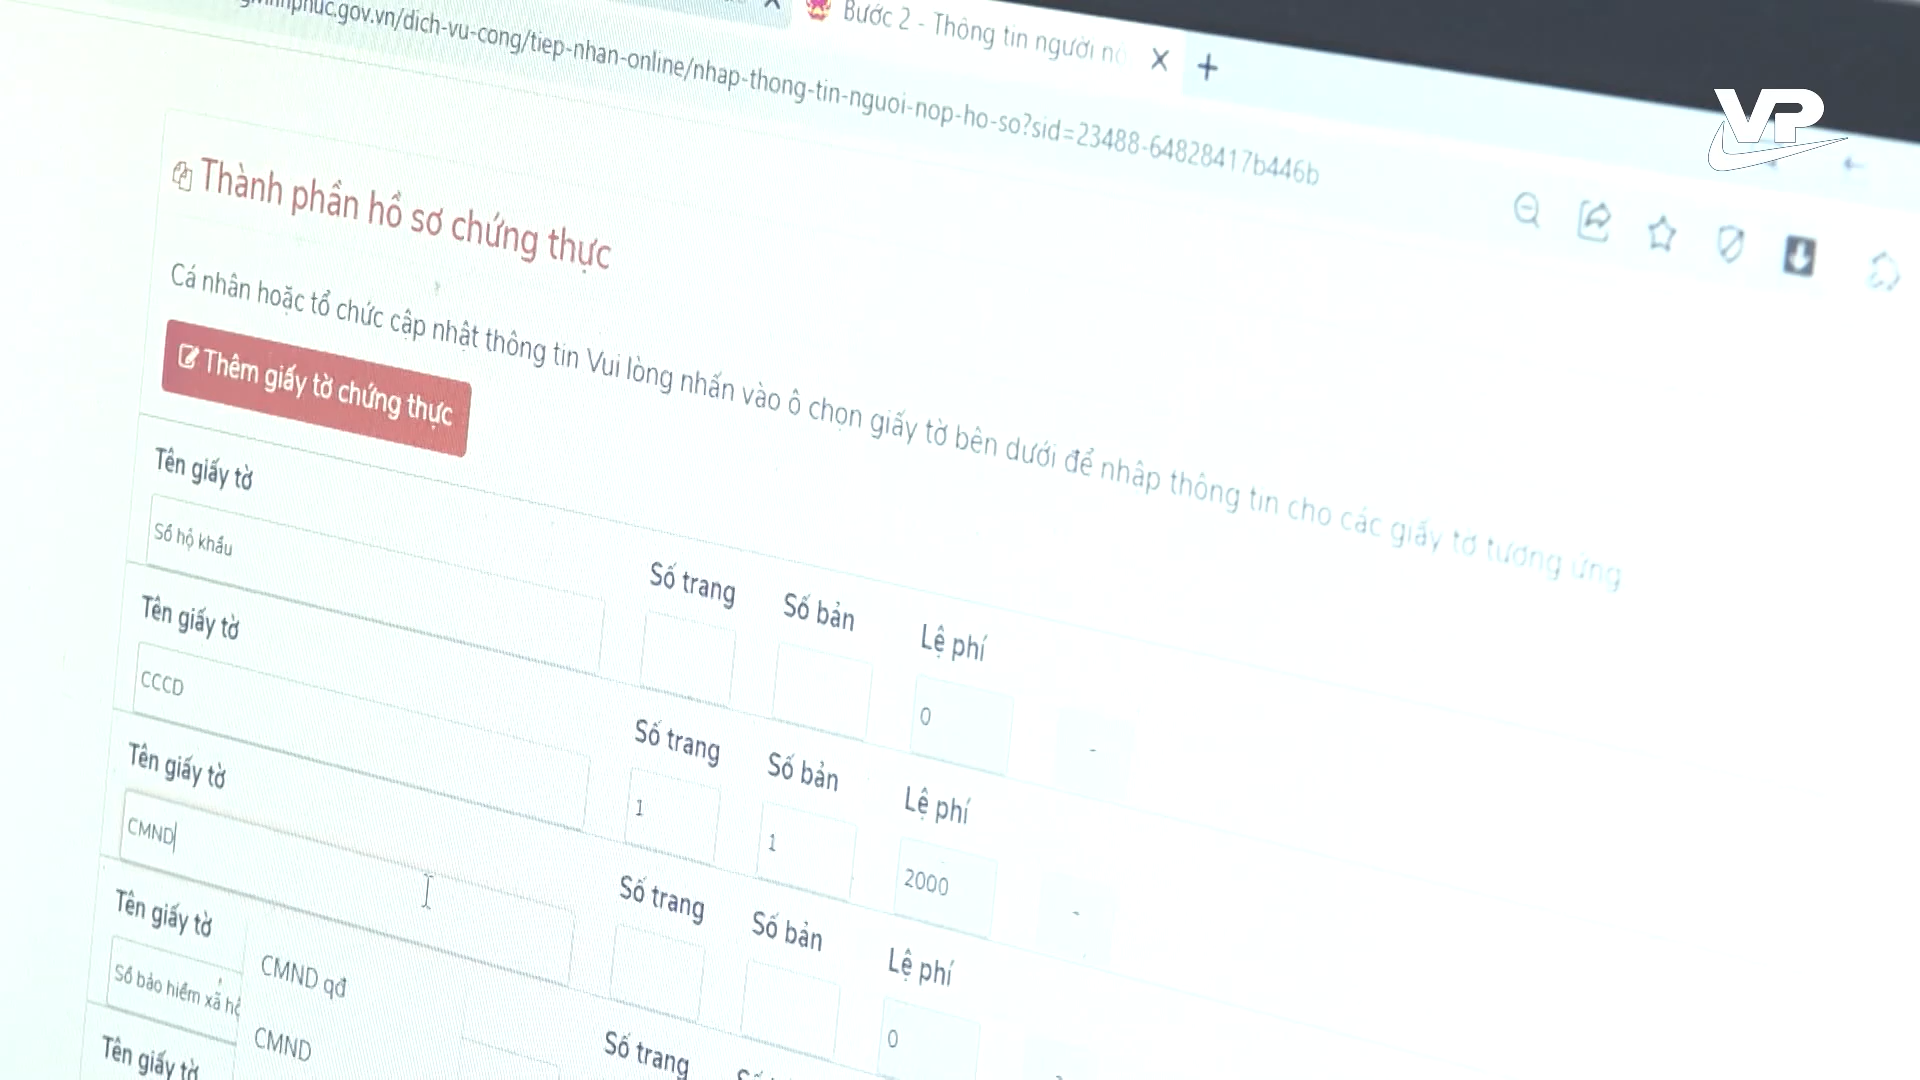 Bước 2 - Thông tin người
phuc.gov.vn/dich-vu-cong/tiep-nhan-online/nhap-thong-tin-nguoi-nop-ho-so?sid=23488-64828417b446b
VP
Thành phần hồ sơ chứng thực
Cá nhân hoặc tổ chức cập nhật thông tin Vui lòng nhấn vào ô chọn giấy tờ bên dưới để nhập thông tin cho các giấy tờ tương ứng
Thêm giấy tờ chứng thực
Tên giấy tờ Số trang Số bản Lệ phí
Sổ hộ khẩu 0 -
Tên giấy tờ Số trang Số bản Lệ phí
CCCD 1 1 2000 -
Tên giấy tờ Số trang Số bản Lệ phí
CMND 0
CMND qđ
CMND
Tên giấy tờ Số trang
Sổ bảo hiểm xã
Tên giấy tờ